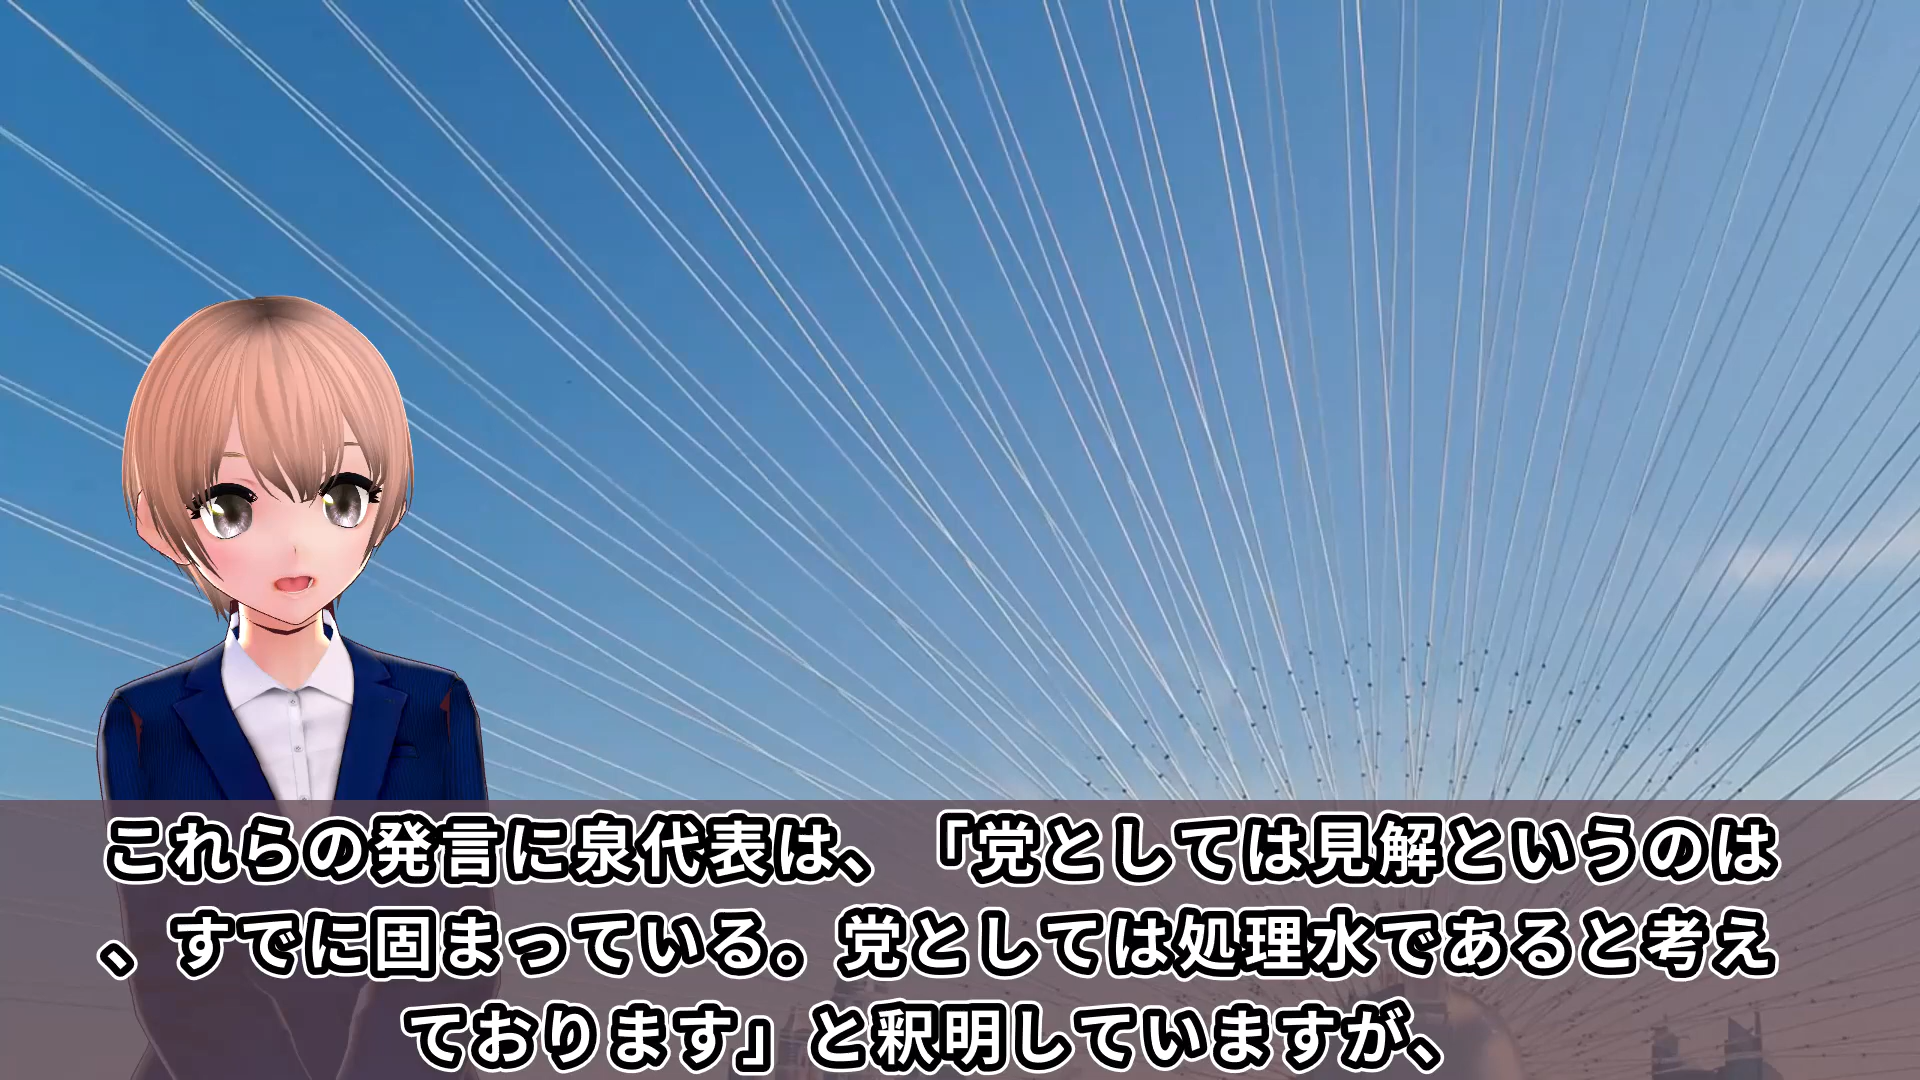 これらの発言に泉代表は、「党としては見解というのは
、すでに固まっている。党としては処理水であると考え
ております」と釈明していますが、